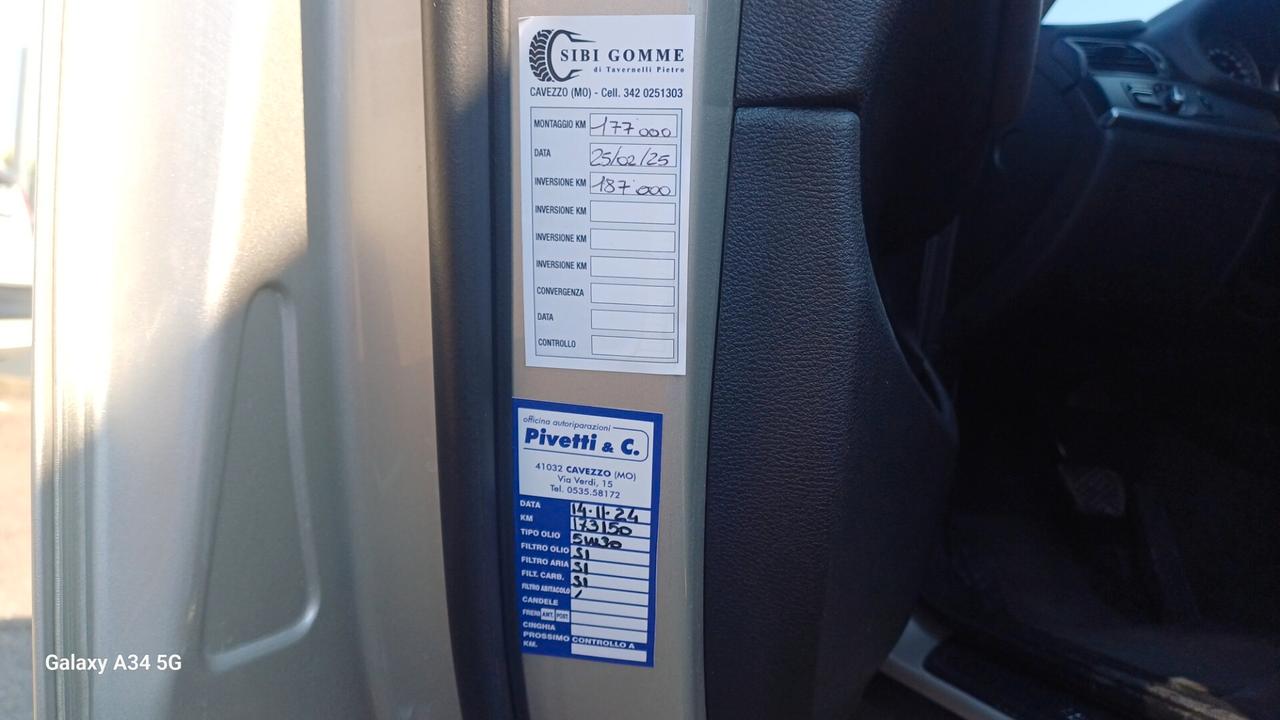 SIBI GOMME
di Tavernelli Pietro
CAVEZZO (MO) - Cell. 342 0251303
MONTAGGIO KM 177'000
DATA 25/02/25
INVERSIONE KM 187'000
INVERSIONE KM
INVERSIONE KM
INVERSIONE KM
CONVERGENZA
DATA
CONTROLLO
officina autoriparazioni
Pivetti & C.
41032 CAVEZZO (MO)
Via Verdi, 15
Tel. 0535.58172
DATA 14.11.24
KM 173150
TIPO OLIO 5W30
FILTRO OLIO SI
FILTRO ARIA SI
FILT. CARB. SI
FILTRO ABITACOLO /
CANDELE
FRENI ANT POST
CINGHIA
PROSSIMO CONTROLLO A
KM.
Galaxy A34 5G